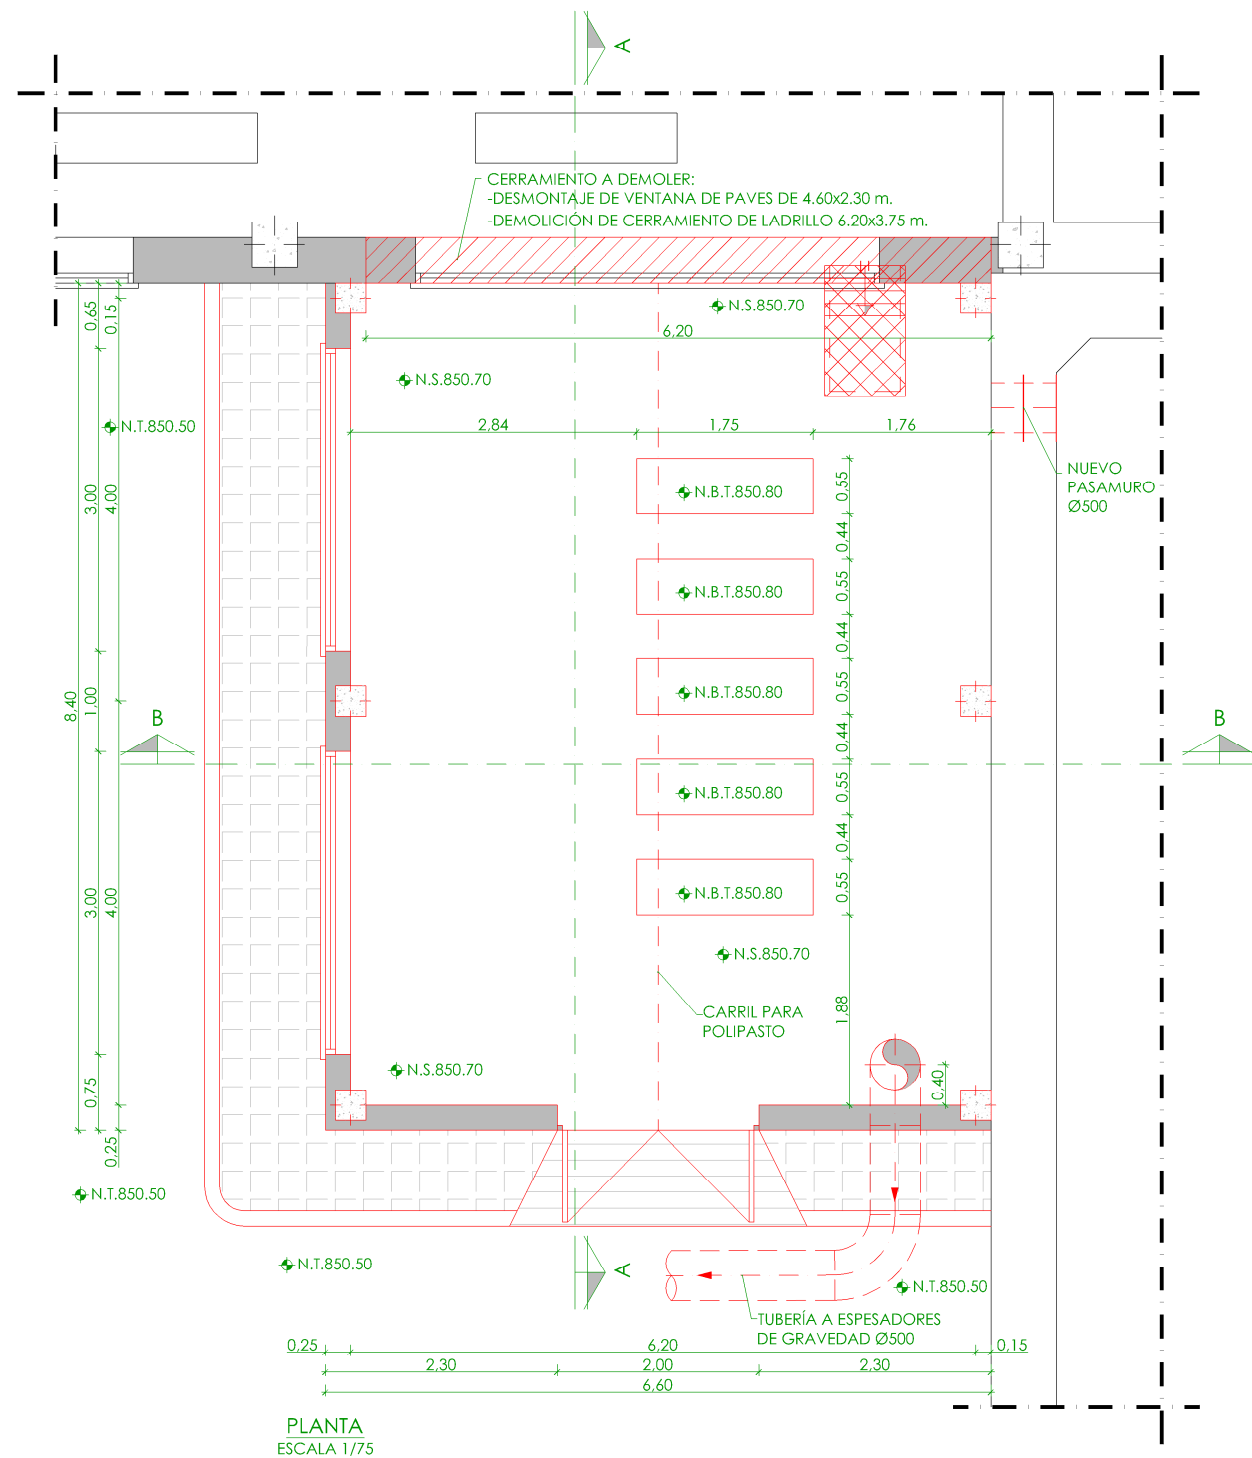 A
CERRAMIENTO A DEMOLER:
-DESMONTAJE DE VENTANA DE PAVES DE 4.60x2.30 m.
-DEMOLICIÓN DE CERRAMIENTO DE LADRILLO 6.20x3.75 m.
N.S.850.70
0,65
0,15
6,20
N.S.850.70
N.T.850.50
2,84
1,75
1,76
NUEVO
PASAMURO
Ø500
N.B.T.850.80
0,55
3,00
4,00
0,44
N.B.T.850.80
0,55
0,44
N.B.T.850.80
0,55
8,40
1,00
B
B
0,44
N.B.T.850.80
0,55
0,44
N.B.T.850.80
0,55
3,00
4,00
N.S.850.70
CARRIL PARA
POLIPASTO
1,88
N.S.850.70
0,40
0,75
0,25
N.T.850.50
N.T.850.50
A
N.T.850.50
TUBERÍA A ESPESADORES
DE GRAVEDAD Ø500
0,25
6,20
0,15
2,30
2,00
2,30
6,60
PLANTA
ESCALA 1/75